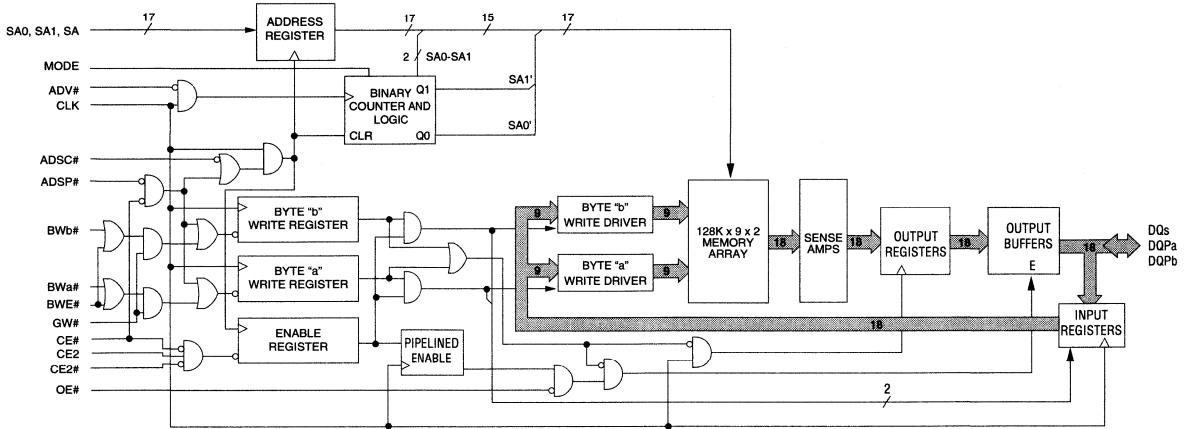 SA0, SA1, SA
17
ADDRESS
REGISTER
17
15
17
2
SA0-SA1
MODE
ADV#
CLK
BINARY
COUNTER AND
LOGIC
Q1
CLR
Q0
SA1'
SA0'
ADSC#
ADSP#
BWb#
BWa#
BWE#
GW#
CE#
CE2
CE2#
OE#
BYTE "b"
WRITE REGISTER
BYTE "a"
WRITE REGISTER
ENABLE
REGISTER
PIPELINED
ENABLE
9
BYTE "b"
WRITE DRIVER
9
9
BYTE "a"
WRITE DRIVER
9
128K x 9 x 2
MEMORY
ARRAY
18
SENSE
AMPS
18
OUTPUT
REGISTERS
18
OUTPUT
BUFFERS
E
18
DQs
DQPa
DQPb
18
INPUT
REGISTERS
2